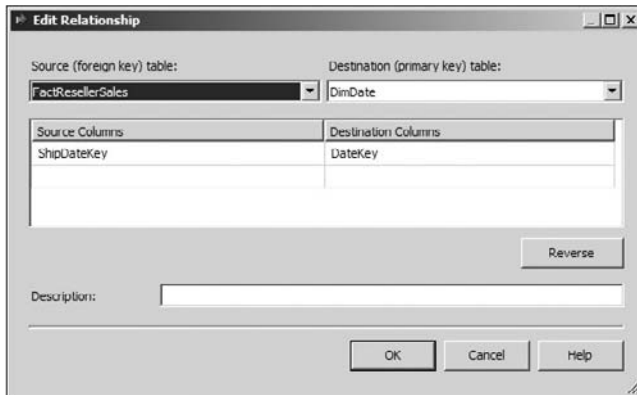 Edit Relationship
Source (foreign key) table: Destination (primary key) table:
FactResellerSales DimDate
Source Columns Destination Columns
ShipDateKey DateKey
Reverse
Description:
OK Cancel Help